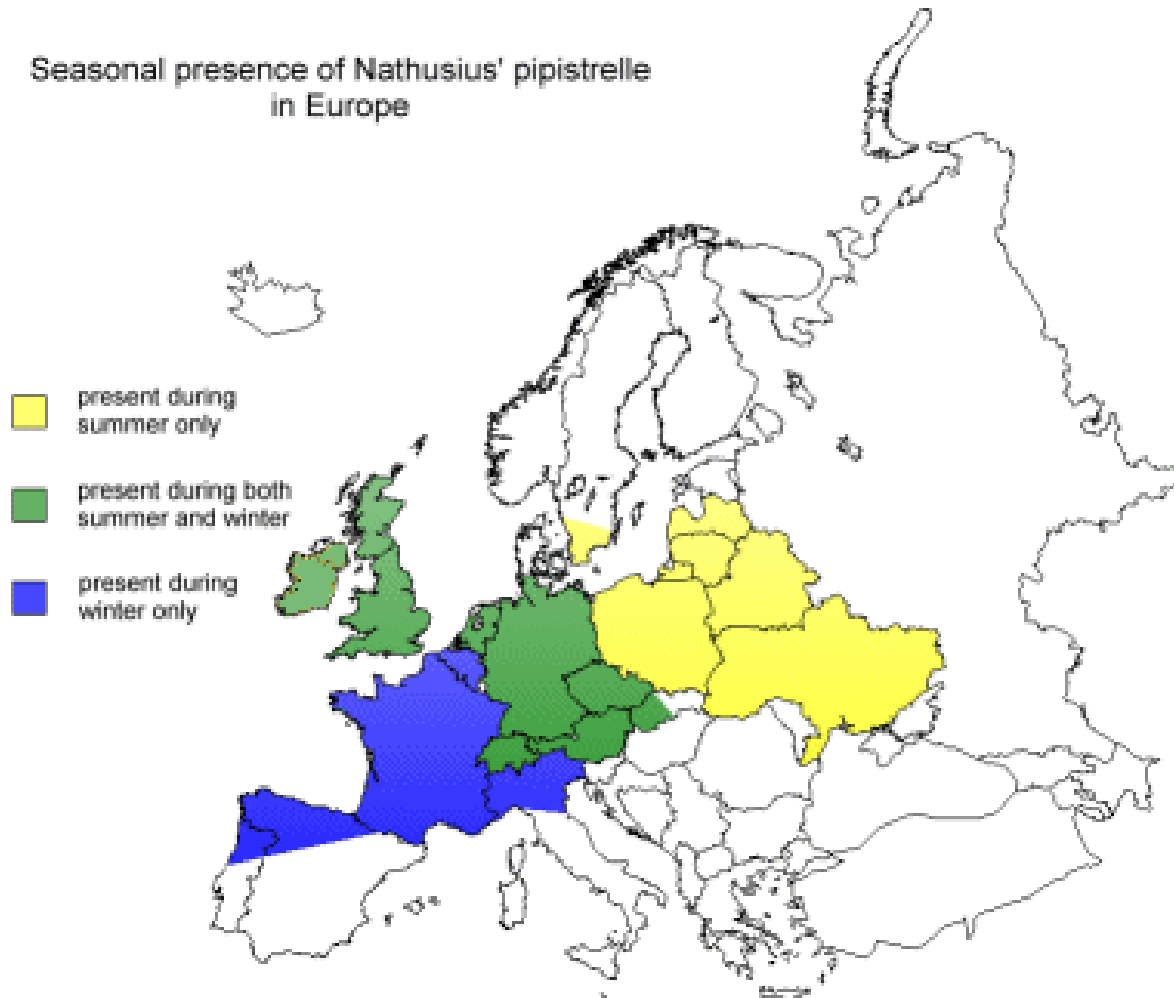 Seasonal presence of Nathusius' pipistrelle
in Europe
present during
summer only
present during both
summer and winter
present during
winter only